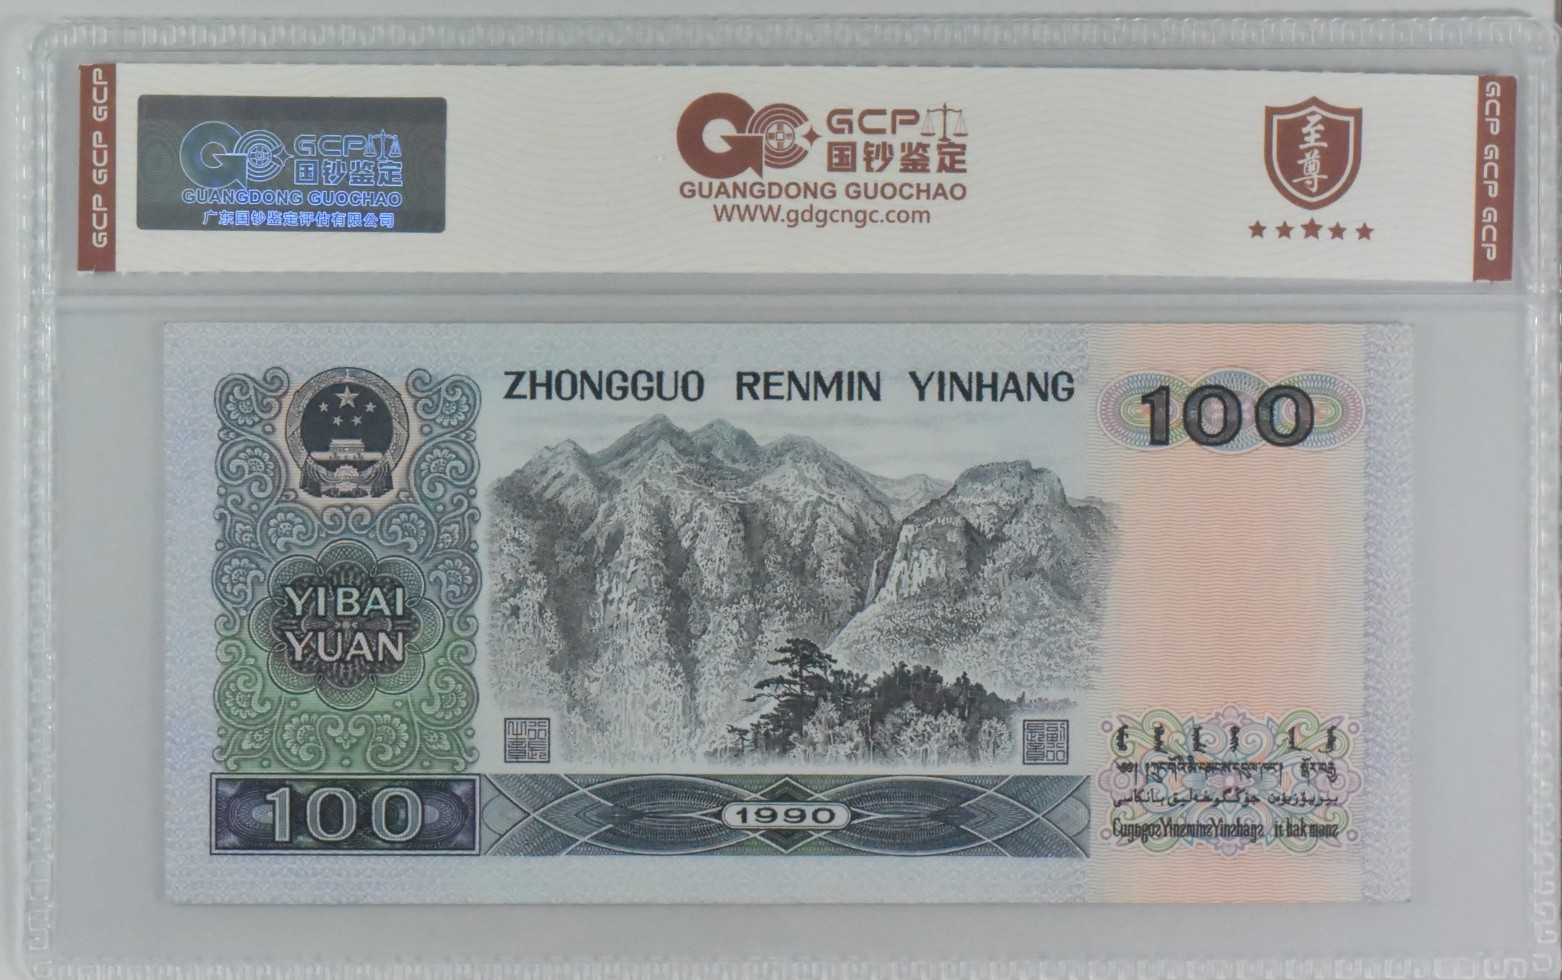 GCP GCP GCP
GCP
国钞鉴定
GUANGDONG GUOCHAO
广东国钞鉴定评估有限公司
GCP
国钞鉴定
GUANGDONG GUOCHAO
WWW.gdgcngc.com
至尊
GCP GCP GCP
ZHONGGUO RENMIN YINHANG
100
YI BAI
YUAN
100
1990